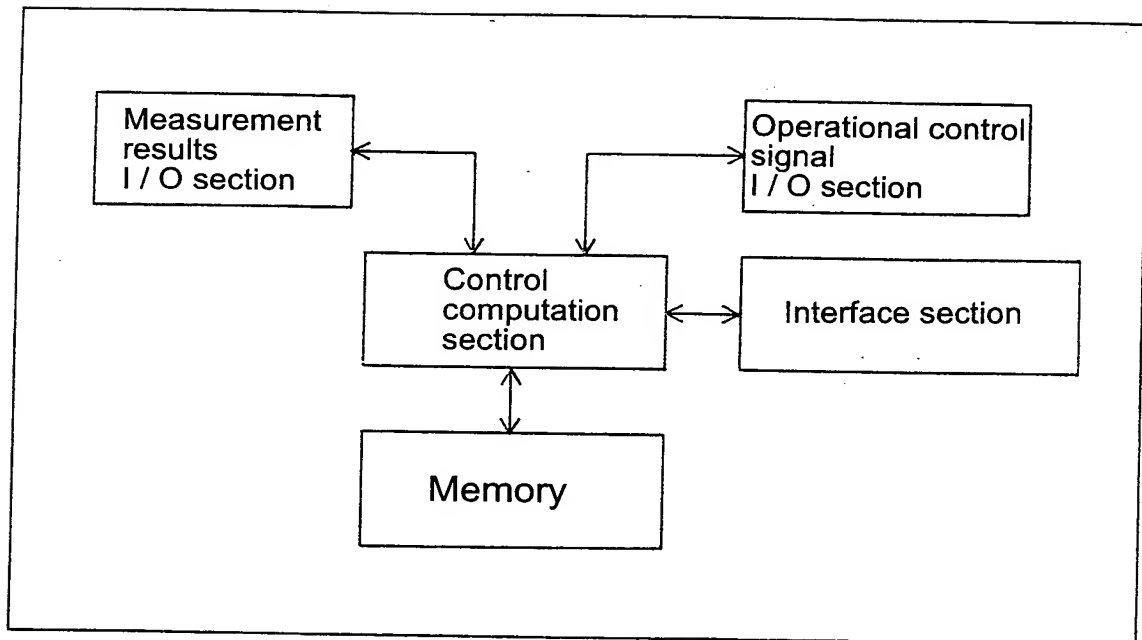 Measurement
results
I / O section
Operational control
signal
I / O section
Control
computation
section
Interface section
Memory